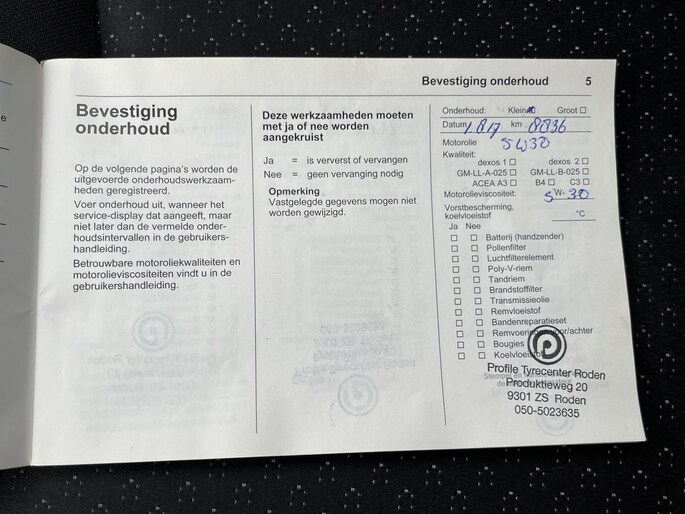 Bevestiging onderhoud 5
Bevestiging
onderhoud
Op de volgende pagina's worden de
uitgevoerde onderhoudswerkzaam-
heden geregistreerd.
Voer onderhoud uit, wanneer het
service-display dat aangeeft, maar
niet later dan de vermelde onder-
houdsintervallen in de gebruikers-
handleiding.
Betrouwbare motoroliekwaliteiten en
motorolieviscositeiten vindt u in de
gebruikershandleiding.
Deze werkzaamheden moeten
met ja of nee worden
aangekruist
Ja = is ververst of vervangen
Nee = geen vervanging nodig
Opmerking
Vastgelegde gegevens mogen niet
worden gewijzigd.
Onderhoud: Klein Groot
Datum 1.8.17 km 8836
Motorolie 5W30
Kwaliteit:
dexos 1 dexos 2
GM-LL-A-025 GM-LL-B-025
ACEA A3 B4 C3
Motorolieviscositeit: 5W-30
Vorstbescherming,
koelvloeistof °C
Ja Nee
Batterij (handzender)
Pollenfilter
Luchtfilterelement
Poly-V-riem
Tandriem
Brandstoffilter
Transmissieolie
Remvloeistof
Bandenreparatieset
Remvoering voor/achter
Bougies
Koelvloeistof
Profile Tyrecenter Roden
Produktieweg 20
9301 ZS Roden
050-5023635